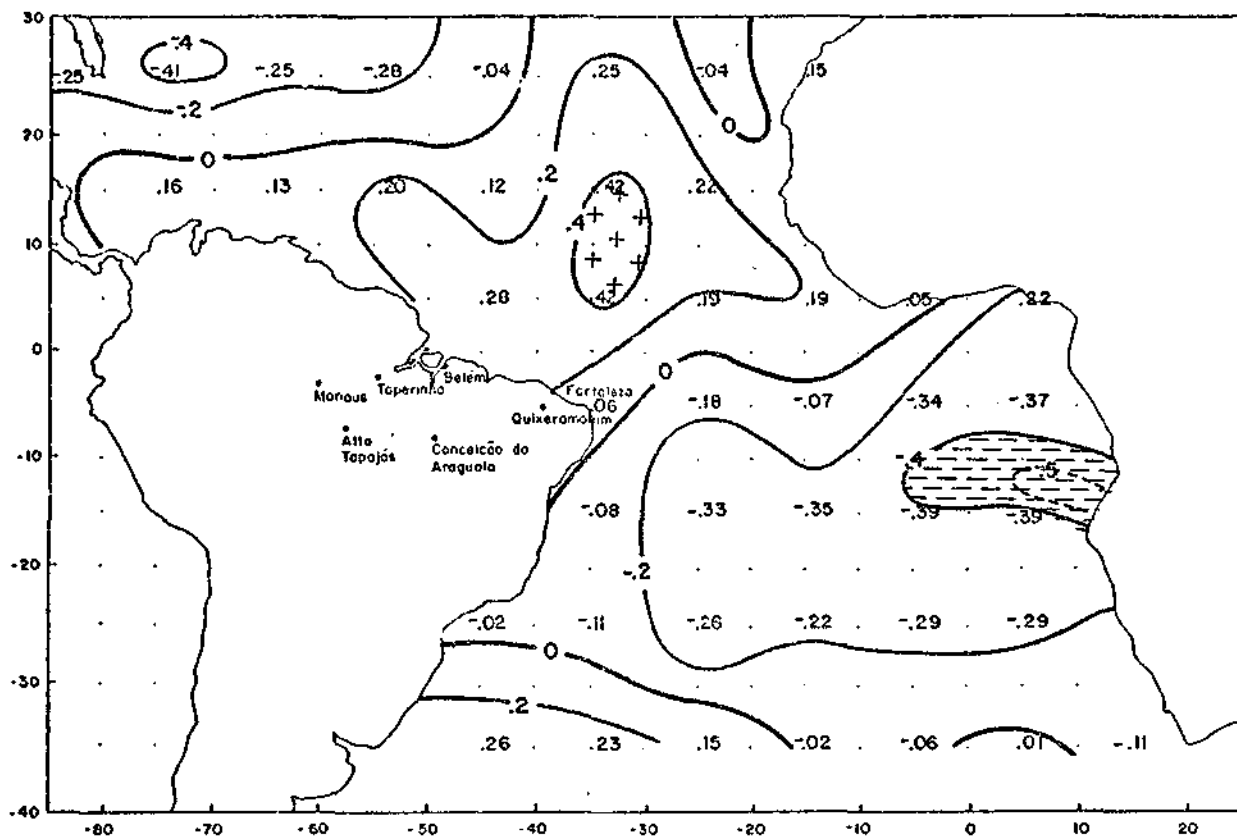 30
-.4
-.25 -.41 -.25 -.28 -.04 .25 -.04 .15
-.2
20
0
0
.16 .13 .20 .12 .2 .42 .22
10
.4
.28 .42 .19 .19 .05 .22
0
0
Manaus Taperinha Belém Fortaleza
.06 -.18 -.07 -.34 -.37
Quixeramobim
Alto
Tapajós
Conceição do
Araguaia
-10
-.4 -.5
-.08 -.33 -.35 -.39 -.39
-20
-.2
-.02 -.11 -.26 -.22 -.29 -.29
0
-30
.2
.26 .23 .15 -.02 -.06 .01 -.11
-40
-80 -70 -60 -50 -40 -30 -20 -10 0 10 20